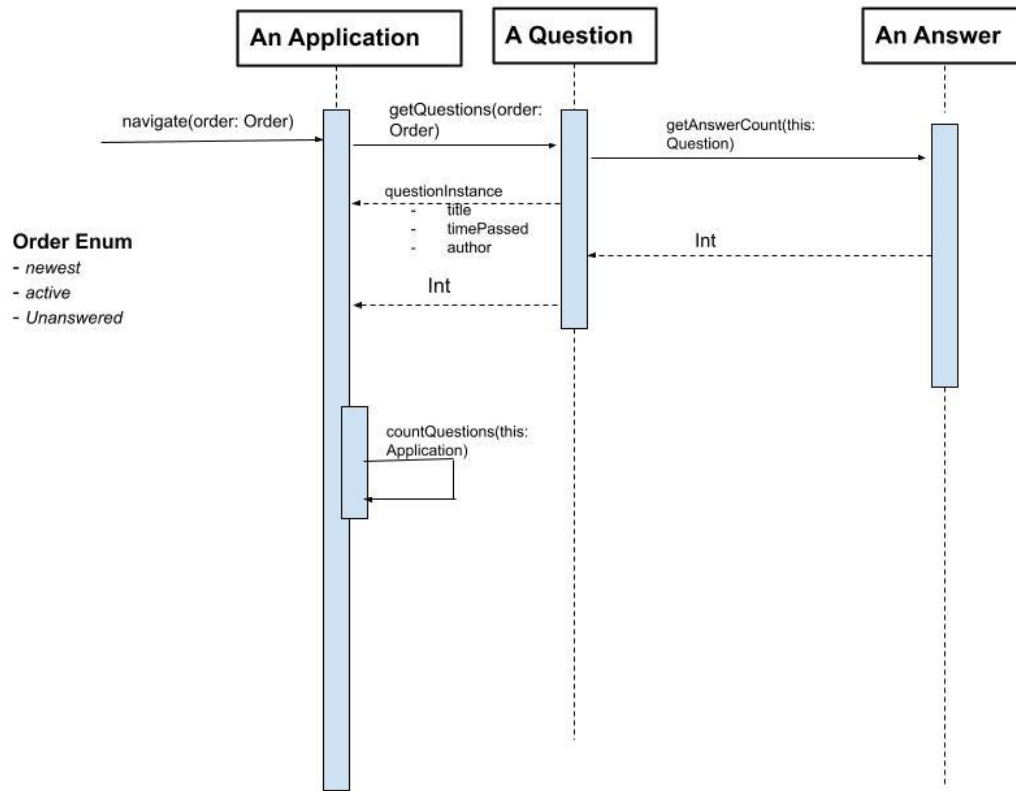 An Application
A Question
An Answer
navigate(order: Order)
getQuestions(order:
Order)
getAnswerCount(this:
Question)
questionInstance
- title
- timePassed
- author
Int
Order Enum
- newest
- active
- Unanswered
Int
countQuestions(this:
Application)